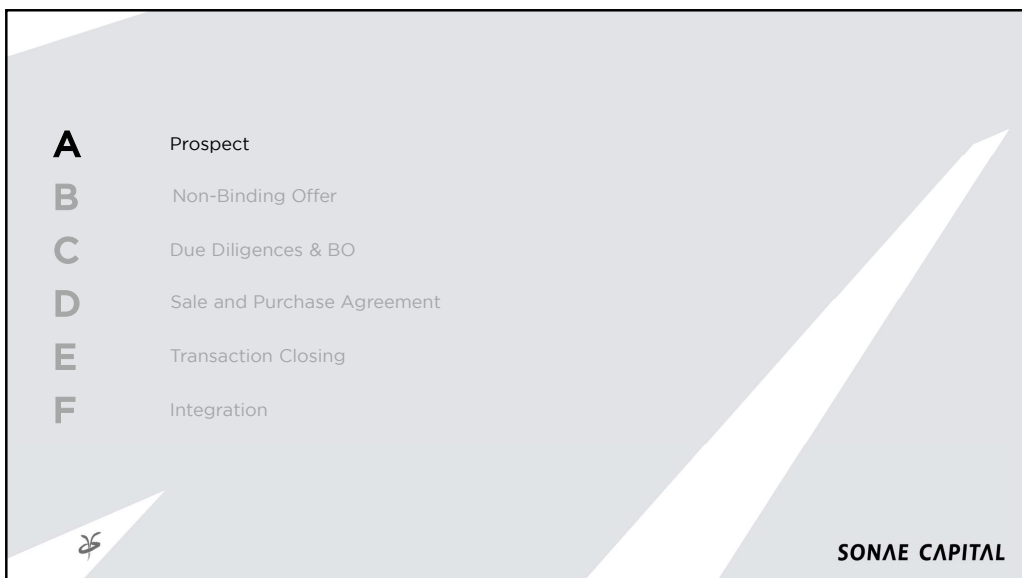 A Prospect
B Non-Binding Offer
C Due Diligences & BO
D Sale and Purchase Agreement
E Transaction Closing
F Integration
SONAE CAPITAL